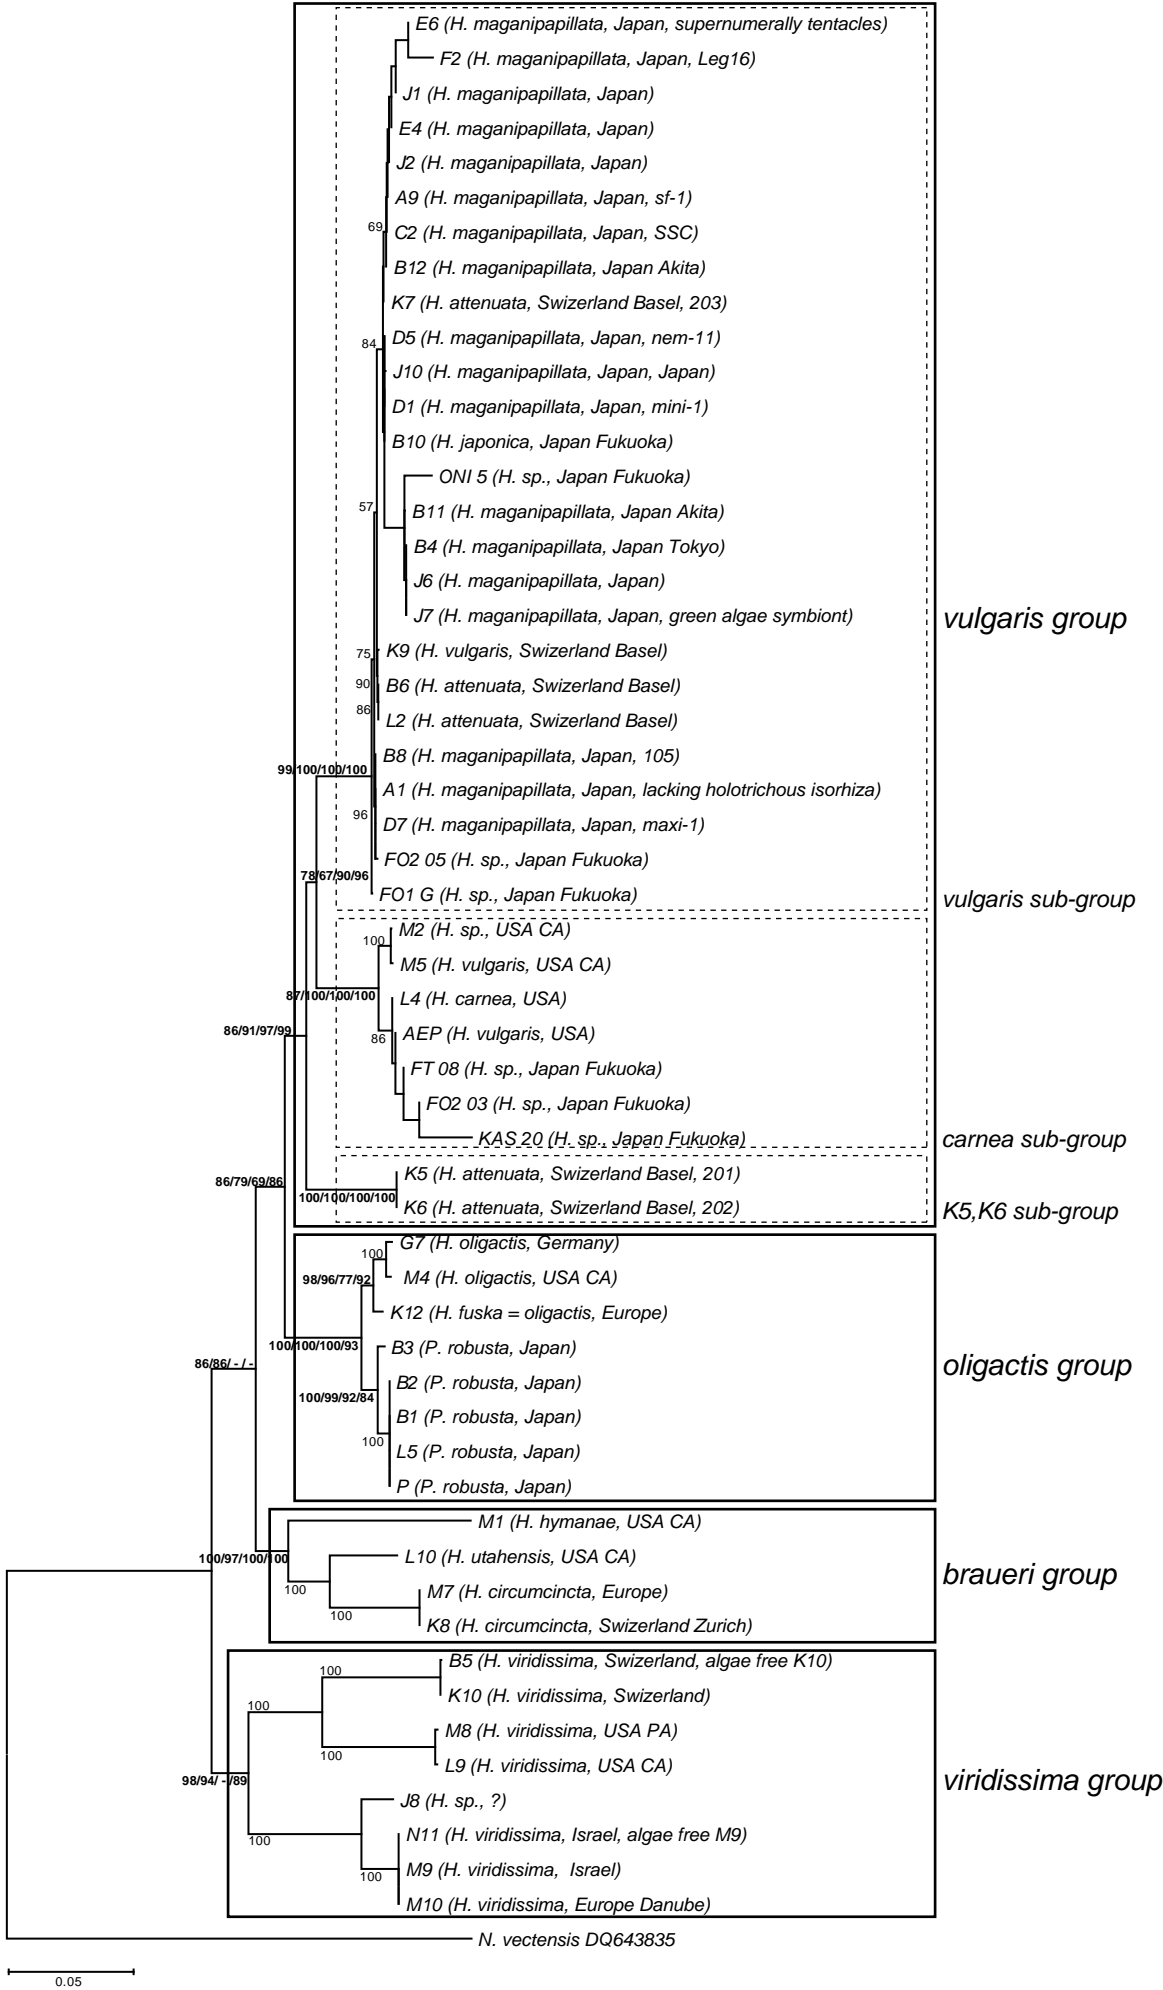 E6 (H. maganipapillata, Japan, supernumerally tentacles)
F2 (H. maganipapillata, Japan, Leg16)
J1 (H. maganipapillata, Japan)
E4 (H. maganipapillata, Japan)
J2 (H. maganipapillata, Japan)
A9 (H. maganipapillata, Japan, sf-1)
69
C2 (H. maganipapillata, Japan, SSC)
B12 (H. maganipapillata, Japan Akita)
K7 (H. attenuata, Swizerland Basel, 203)
D5 (H. maganipapillata, Japan, nem-11)
84
J10 (H. maganipapillata, Japan, Japan)
D1 (H. maganipapillata, Japan, mini-1)
B10 (H. japonica, Japan Fukuoka)
ONI 5 (H. sp., Japan Fukuoka)
57
B11 (H. maganipapillata, Japan Akita)
B4 (H. maganipapillata, Japan Tokyo)
J6 (H. maganipapillata, Japan)
J7 (H. maganipapillata, Japan, green algae symbiont)
vulgaris group
75
K9 (H. vulgaris, Swizerland Basel)
90
B6 (H. attenuata, Swizerland Basel)
86
L2 (H. attenuata, Swizerland Basel)
B8 (H. maganipapillata, Japan, 105)
99/100/100/100
A1 (H. maganipapillata, Japan, lacking holotrichous isorhiza)
96
D7 (H. maganipapillata, Japan, maxi-1)
FO2 05 (H. sp., Japan Fukuoka)
78/67/90/96
FO1 G (H. sp., Japan Fukuoka)
vulgaris sub-group
M2 (H. sp., USA CA)
100
M5 (H. vulgaris, USA CA)
87/100/100/100
L4 (H. carnea, USA)
86/91/97/99
AEP (H. vulgaris, USA)
86
FT 08 (H. sp., Japan Fukuoka)
FO2 03 (H. sp., Japan Fukuoka)
KAS 20 (H. sp., Japan Fukuoka)
carnea sub-group
K5 (H. attenuata, Swizerland Basel, 201)
86/79/69/86
100/100/100/100
K6 (H. attenuata, Swizerland Basel, 202)
K5,K6 sub-group
G7 (H. oligactis, Germany)
100
98/96/77/92
M4 (H. oligactis, USA CA)
K12 (H. fuska = oligactis, Europe)
100/100/100/93
B3 (P. robusta, Japan)
86/86/ - / -
oligactis group
B2 (P. robusta, Japan)
100/99/92/84
B1 (P. robusta, Japan)
100
L5 (P. robusta, Japan)
P (P. robusta, Japan)
M1 (H. hymanae, USA CA)
100/97/100/100
L10 (H. utahensis, USA CA)
braueri group
100
M7 (H. circumcincta, Europe)
100
K8 (H. circumcincta, Swizerland Zurich)
B5 (H. viridissima, Swizerland, algae free K10)
100
K10 (H. viridissima, Swizerland)
100
M8 (H. viridissima, USA PA)
100
L9 (H. viridissima, USA CA)
98/94/ - /89
viridissima group
J8 (H. sp., ?)
100
N11 (H. viridissima, Israel, algae free M9)
M9 (H. viridissima, Israel)
100
M10 (H. viridissima, Europe Danube)
N. vectensis DQ643835
0.05